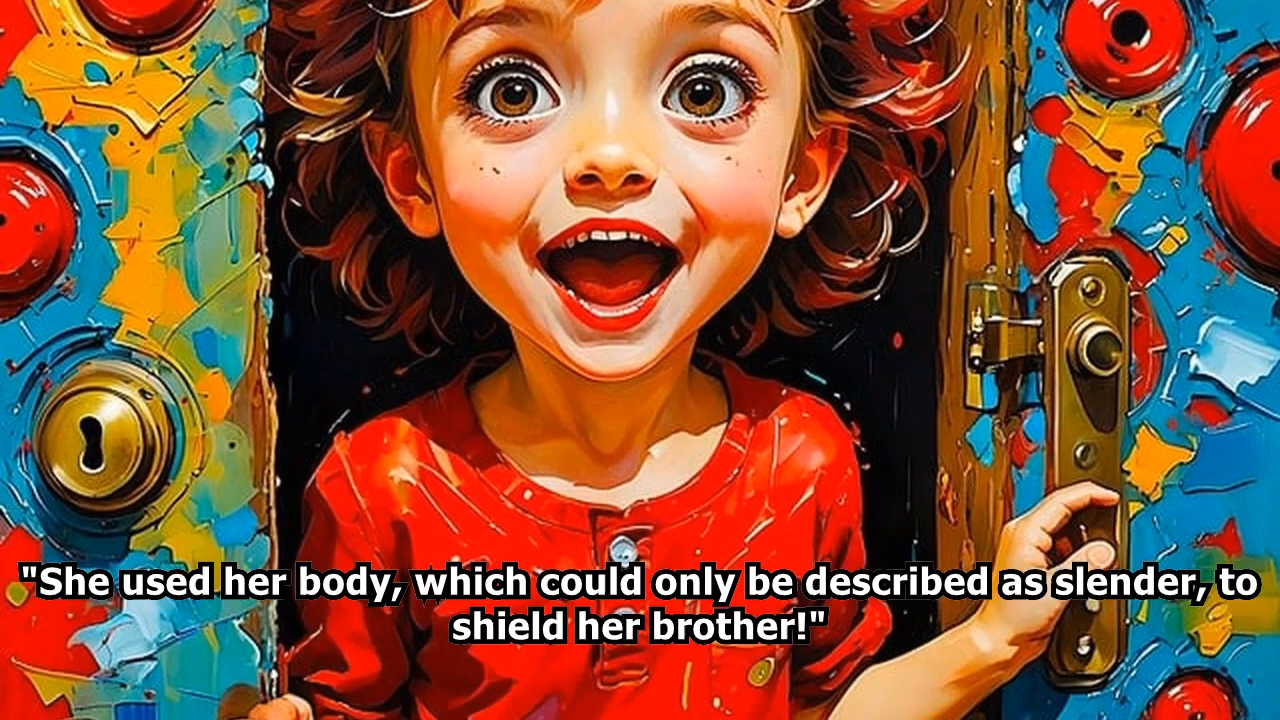 "She used her body, which could only be described as slender, to
shield her brother!"